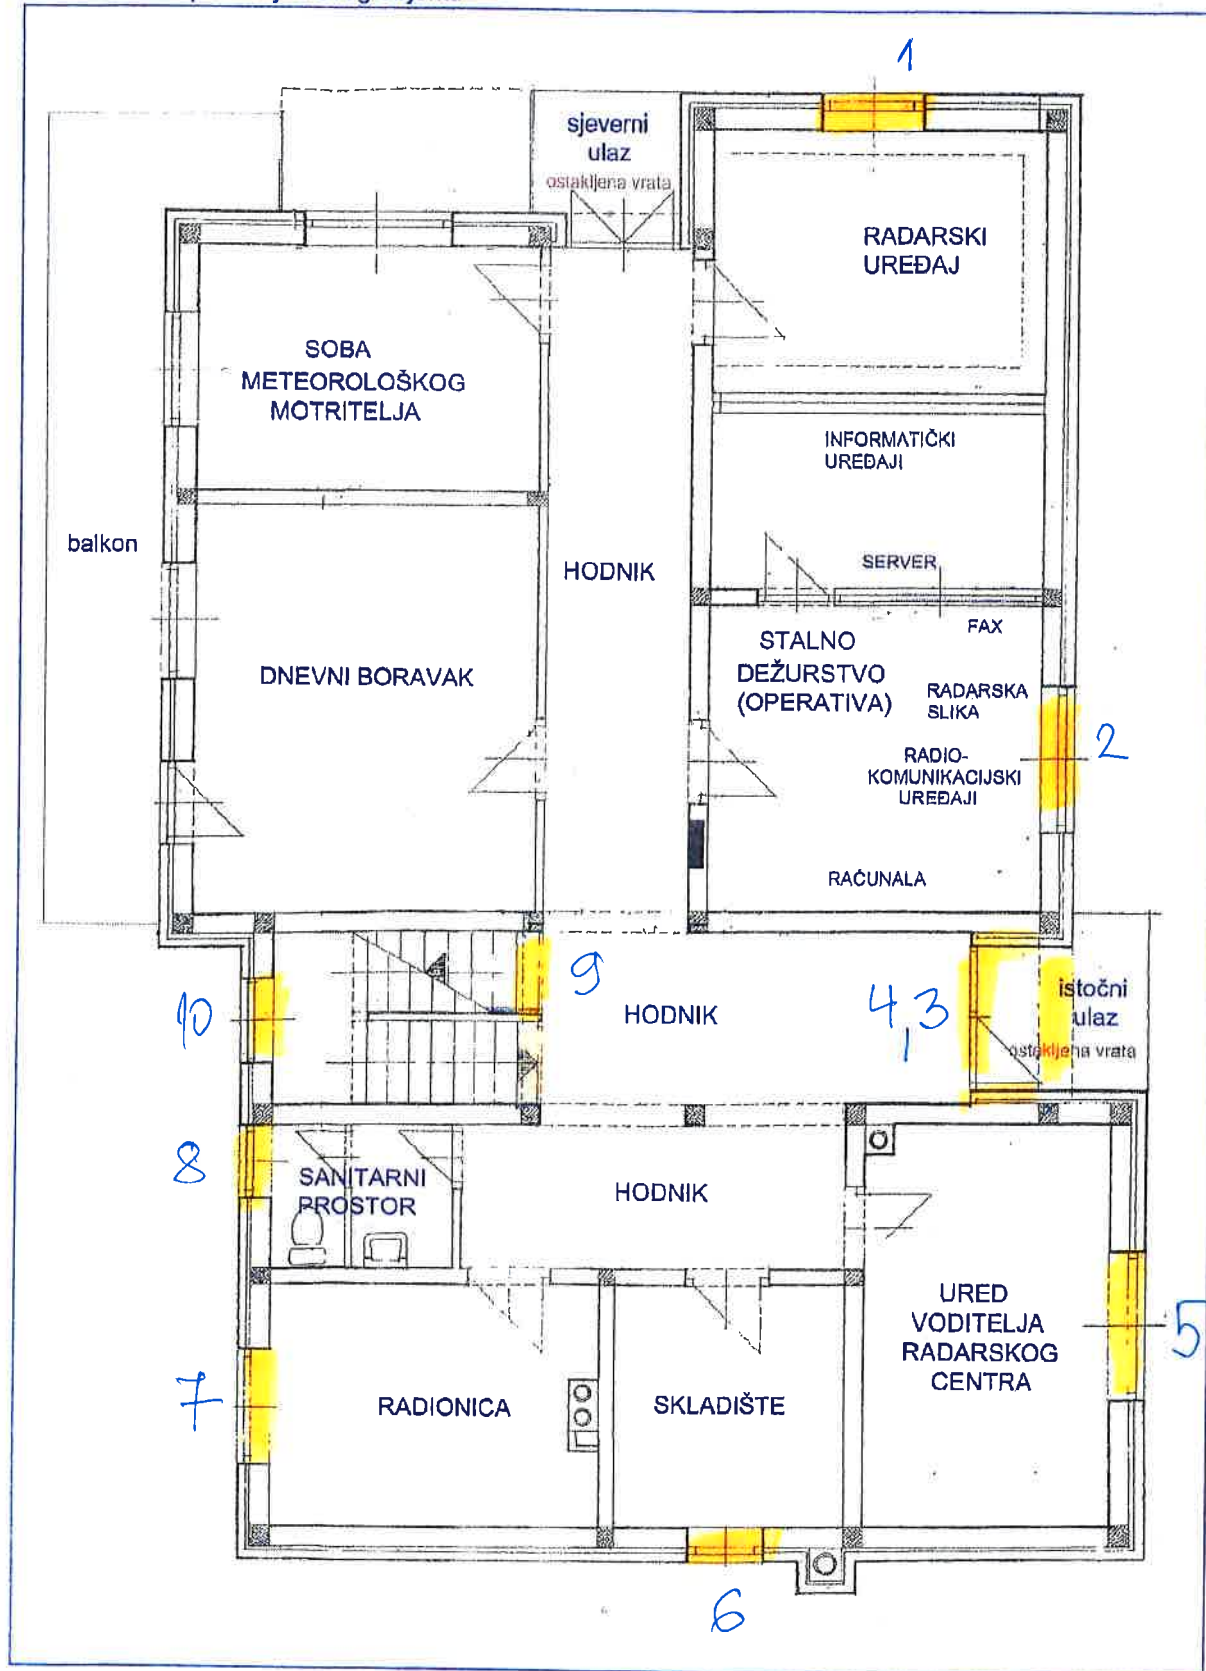 1
sjeverni
ulaz
ostakljena vrata
RADARSKI
UREĐAJ
SOBA
METEOROLOŠKOG
MOTRITELJA
INFORMATIČKI
UREĐAJI
balkon
HODNIK
SERVER
FAX
STALNO
DEŽURSTVO
(OPERATIVA)
RADARSKA
SLIKA
DNEVNI BORAVAK
2
RADIO-
KOMUNIKACIJSKI
UREĐAJI
RAČUNALA
9
10
HODNIK
4,3
istočni
ulaz
ostakljena vrata
8
SANITARNI
PROSTOR
HODNIK
URED
VODITELJA
RADARSKOG
CENTRA
5
7
RADIONICA
SKLADIŠTE
6